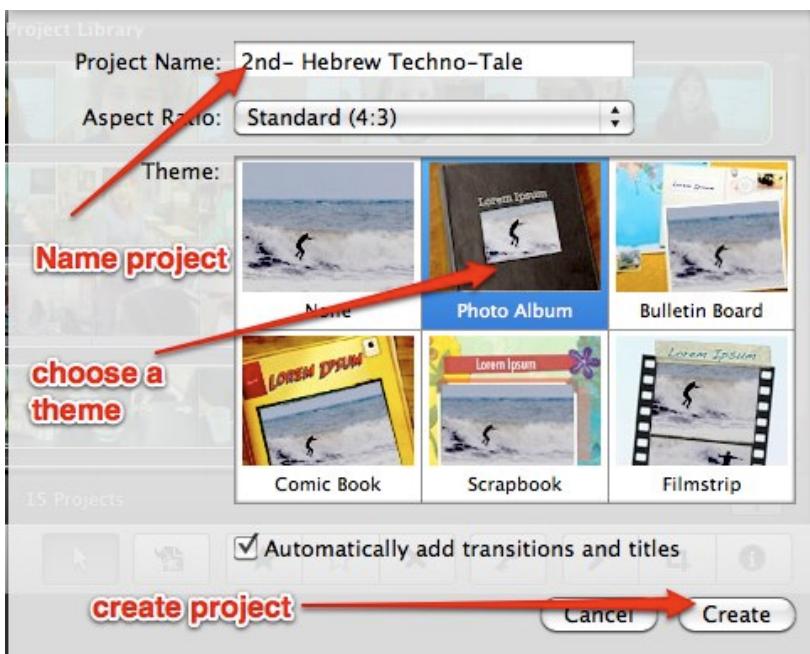 Project Library
Project Name: 2nd- Hebrew Techno-Tale
Aspect Ratio: Standard (4:3)
Theme:
Lorem Ipsum
Lorem Ipsum
Name project
None
Photo Album
Bulletin Board
choose a
theme
LOREM IPSUM
Lorem Ipsum
Lorem Ipsum
Comic Book
Scrapbook
Filmstrip
15 Projects
Automatically add transitions and titles
create project
Cancel
Create